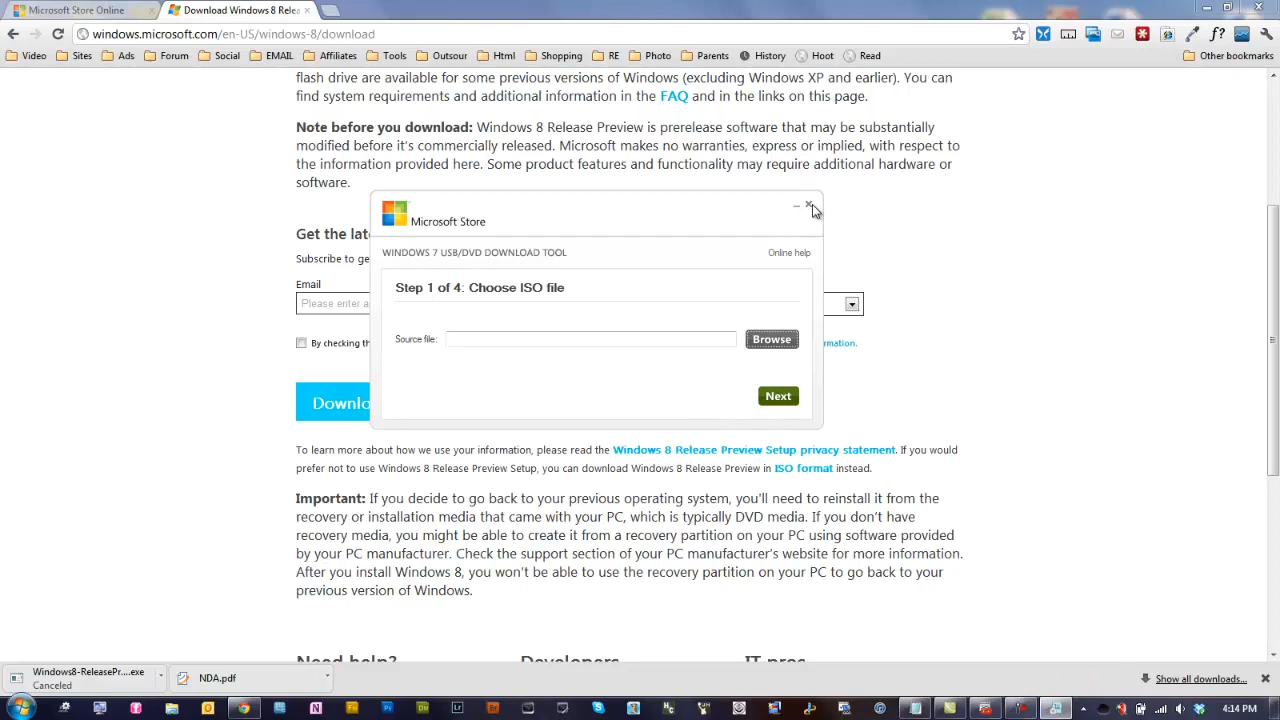 Microsoft Store Online
Download Windows 8 Relea
windows.microsoft.com/en-US/windows-8/download
Video Sites Ads Forum Social EMAIL Affiliates Tools Outsour Html Shopping RE Photo Parents History Hoot Read Other bookmarks
flash drive are available for some previous versions of Windows (excluding Windows XP and earlier). You can
find system requirements and additional information in the FAQ and in the links on this page.
Note before you download: Windows 8 Release Preview is prerelease software that may be substantially
modified before it's commercially released. Microsoft makes no warranties, express or implied, with respect to
the information provided here. Some product features and functionality may require additional hardware or
software.
Microsoft Store
Get the lat
WINDOWS 7 USB/DVD DOWNLOAD TOOL
Online help
Subscribe to ge
Email
Step 1 of 4: Choose ISO file
Please enter a
Source file:
Browse
By checking th
formation.
Next
Downlo
To learn more about how we use your information, please read the Windows 8 Release Preview Setup privacy statement. If you would
prefer not to use Windows 8 Release Preview Setup, you can download Windows 8 Release Preview in ISO format instead.
Important: If you decide to go back to your previous operating system, you'll need to reinstall it from the
recovery or installation media that came with your PC, which is typically DVD media. If you don't have
recovery media, you might be able to create it from a recovery partition on your PC using software provided
by your PC manufacturer. Check the support section of your PC manufacturer's website for more information.
After you install Windows 8, you won't be able to use the recovery partition on your PC to go back to your
previous version of Windows.
Need help? Developers IT pros
Windows8-ReleasePr....exe
Canceled
NDA.pdf
Show all downloads...
4:14 PM